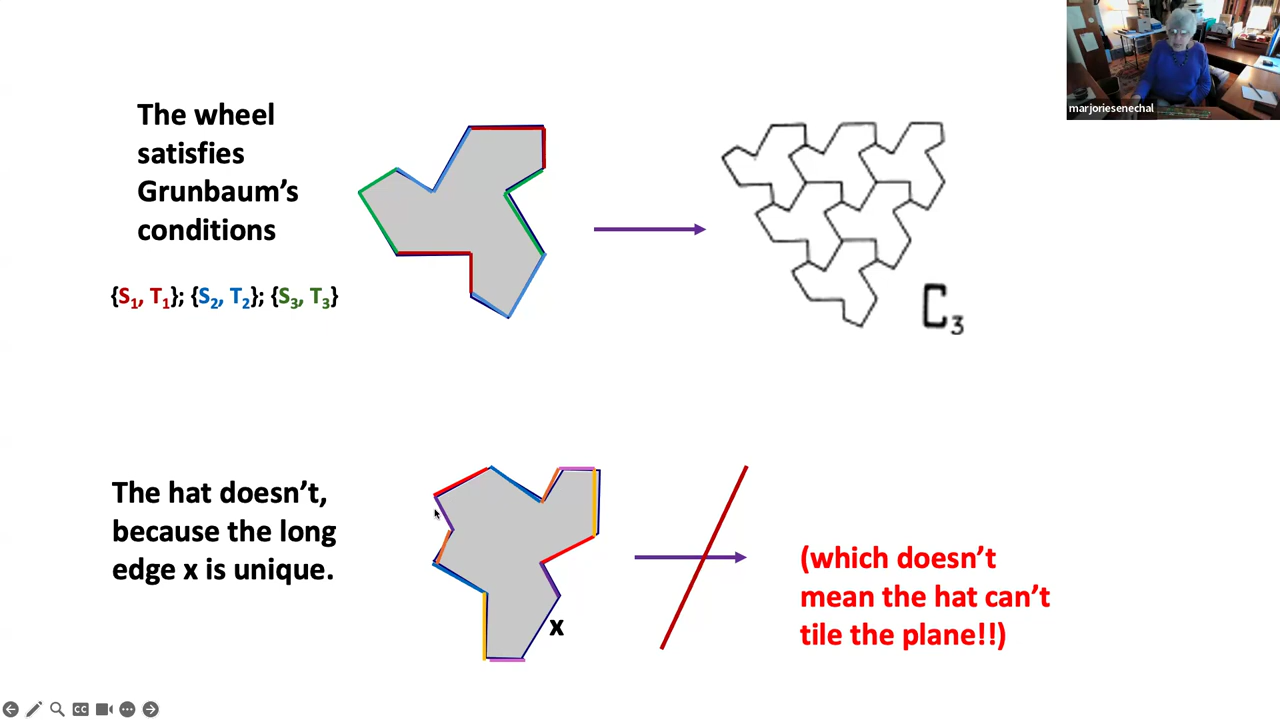 marjoriesenechal
The wheel
satisfies
Grunbaum's
conditions
{S1, T1}; {S2, T2}; {S3, T3}
C3
The hat doesn't,
because the long
edge x is unique.
x
(which doesn't
mean the hat can't
tile the plane!!)
CC